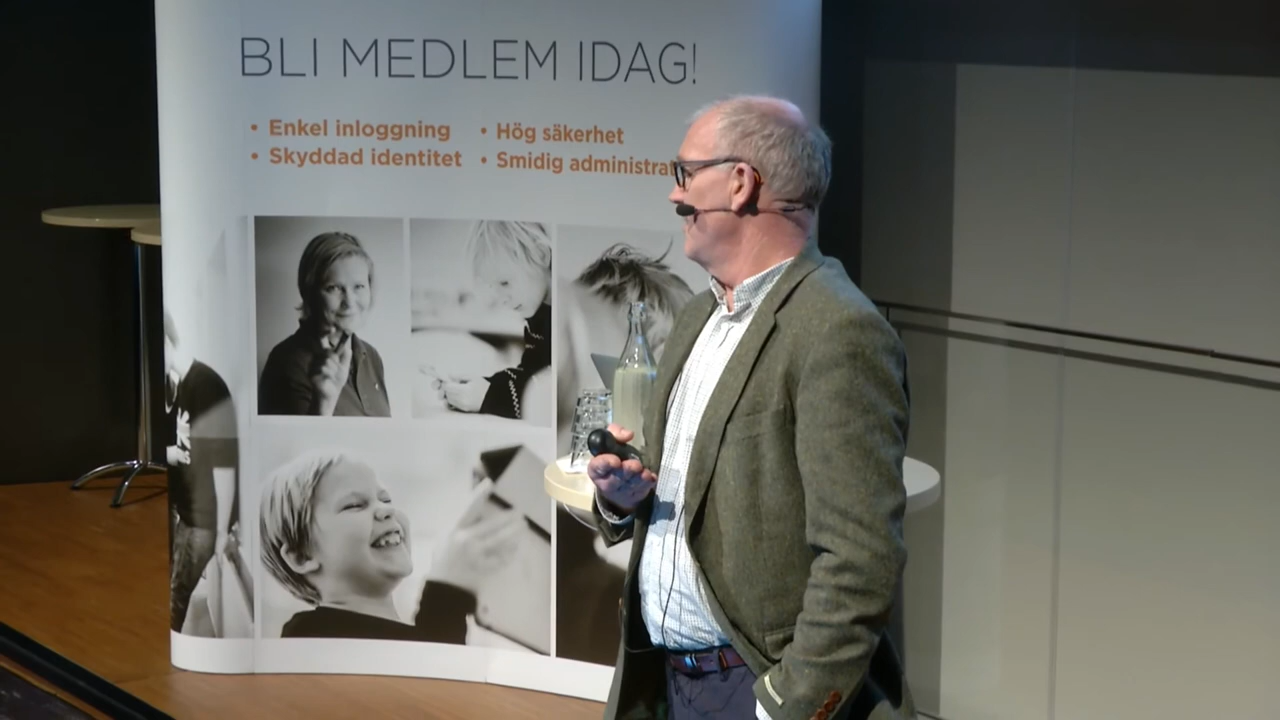 BLI MEDLEM IDAG!
• Enkel inloggning
• Skyddad identitet
• Hög säkerhet
• Smidig administrat